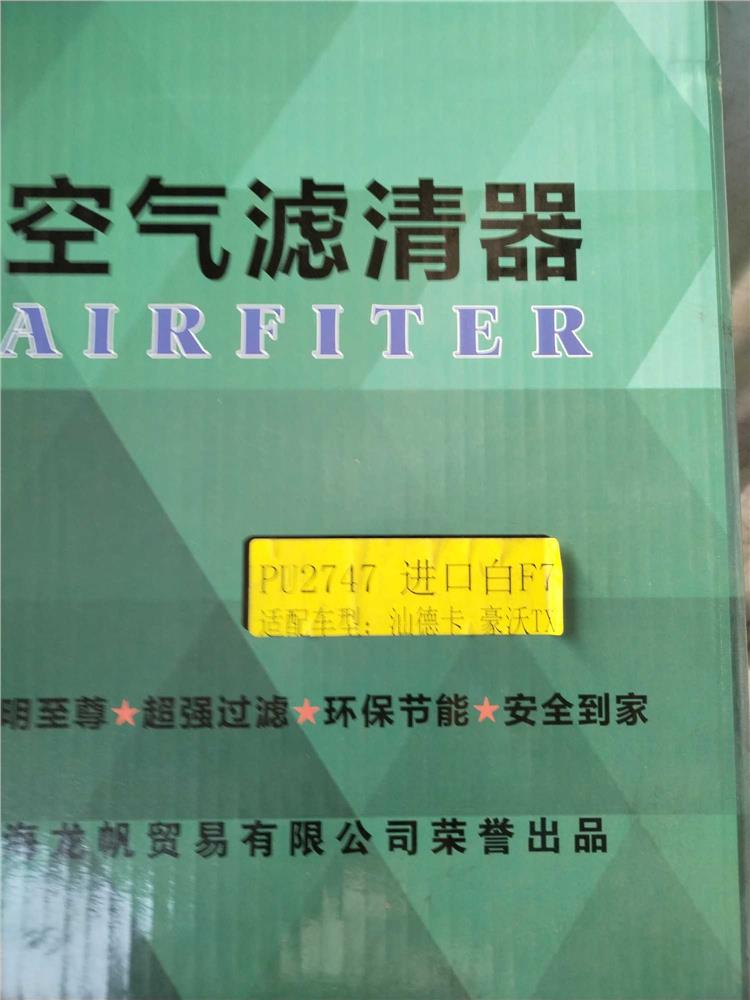 空气滤清器
AIRFITER
PU2747 进口白F7
适配车型：汕德卡 豪沃TX
明至尊★超强过滤★环保节能★安全到家
海龙帆贸易有限公司荣誉出品